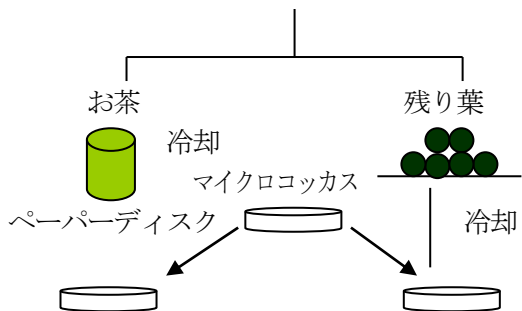 お茶
残り葉
冷却
マイクロコッカス
ペーパーディスク
冷却